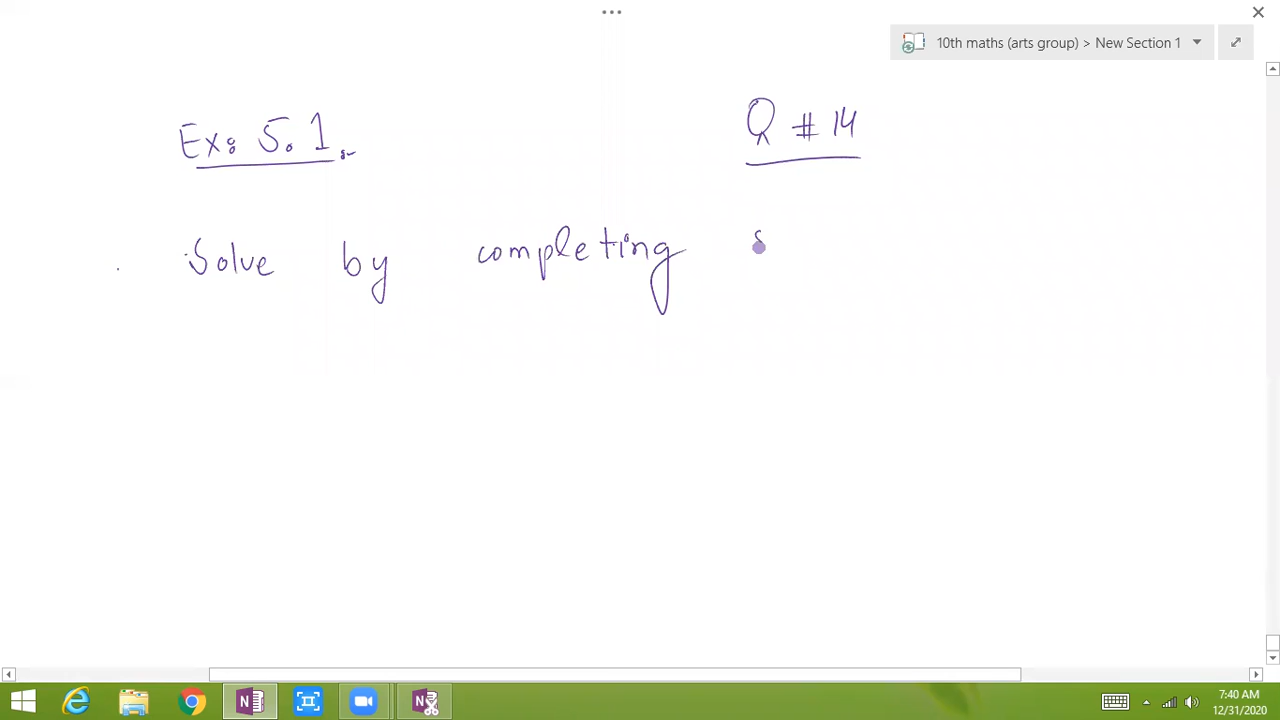 10th maths (arts group) > New Section 1
Ex: 5.1. Q # 14
Solve by completing s
7:40 AM
12/31/2020